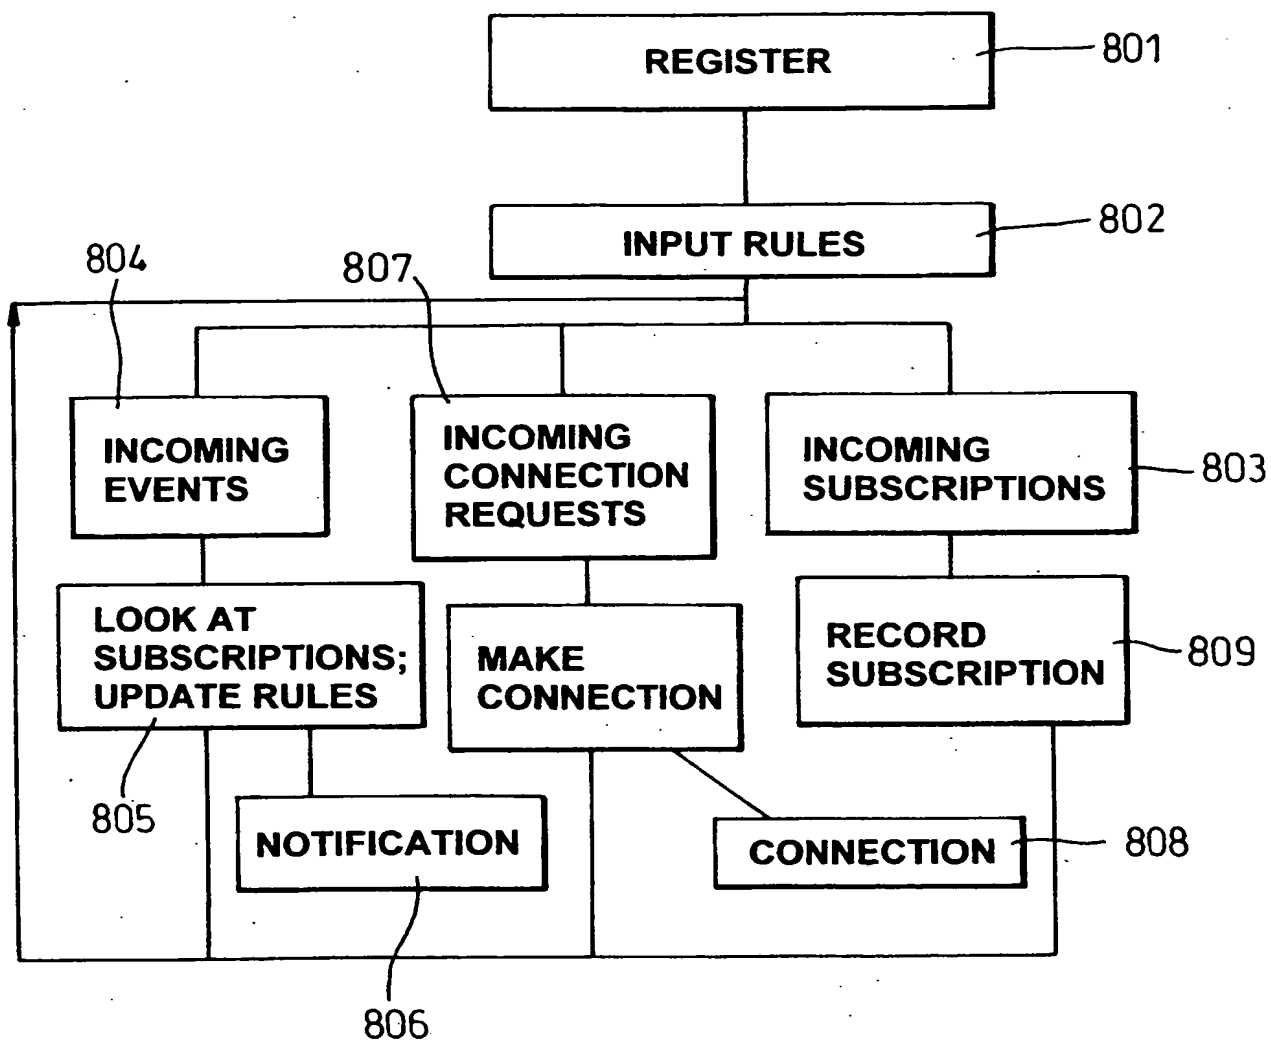 REGISTER
801
INPUT RULES
802
804
807
INCOMING
EVENTS
INCOMING
CONNECTION
REQUESTS
INCOMING
SUBSCRIPTIONS
803
LOOK AT
SUBSCRIPTIONS;
UPDATE RULES
MAKE
CONNECTION
RECORD
SUBSCRIPTION
809
805
NOTIFICATION
CONNECTION
808
806